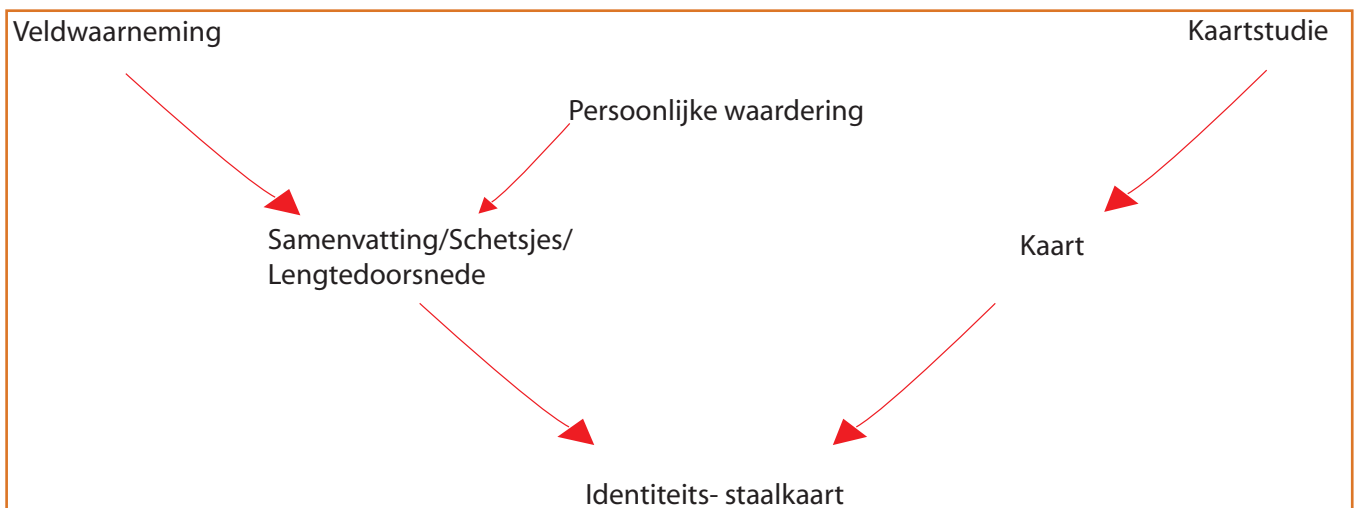 Veldwaarneming
Kaartstudie
Persoonlijke waardering
Samenvatting/Schetsjes/
Lengtedoorsnede
Kaart
Identiteits- staalkaart